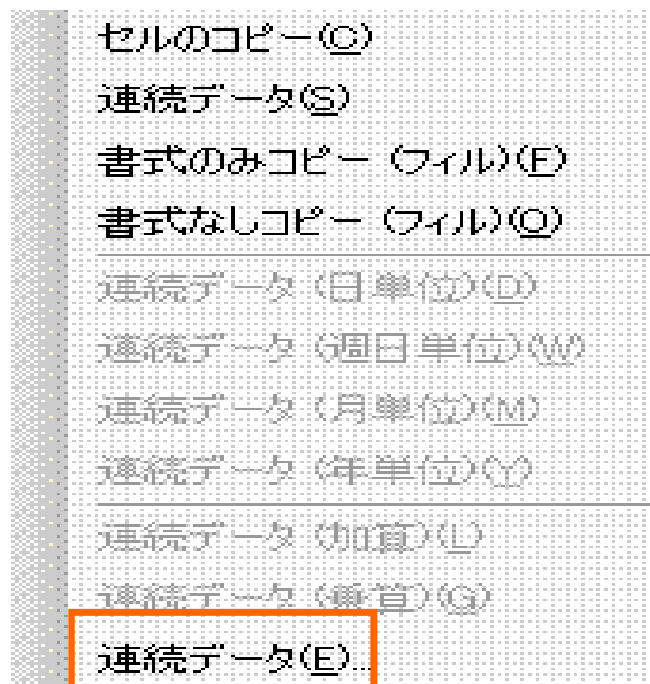 セルのコピー(C)
連続データ(S)
書式のみコピー (フィル)(F)
書式なしコピー (フィル)(O)
連続データ (日単位)(D)
連続データ (週日単位)(W)
連続データ (月単位)(M)
連続データ (年単位)(Y)
連続データ (加算)(L)
連続データ (乗算)(G)
連続データ(E)...